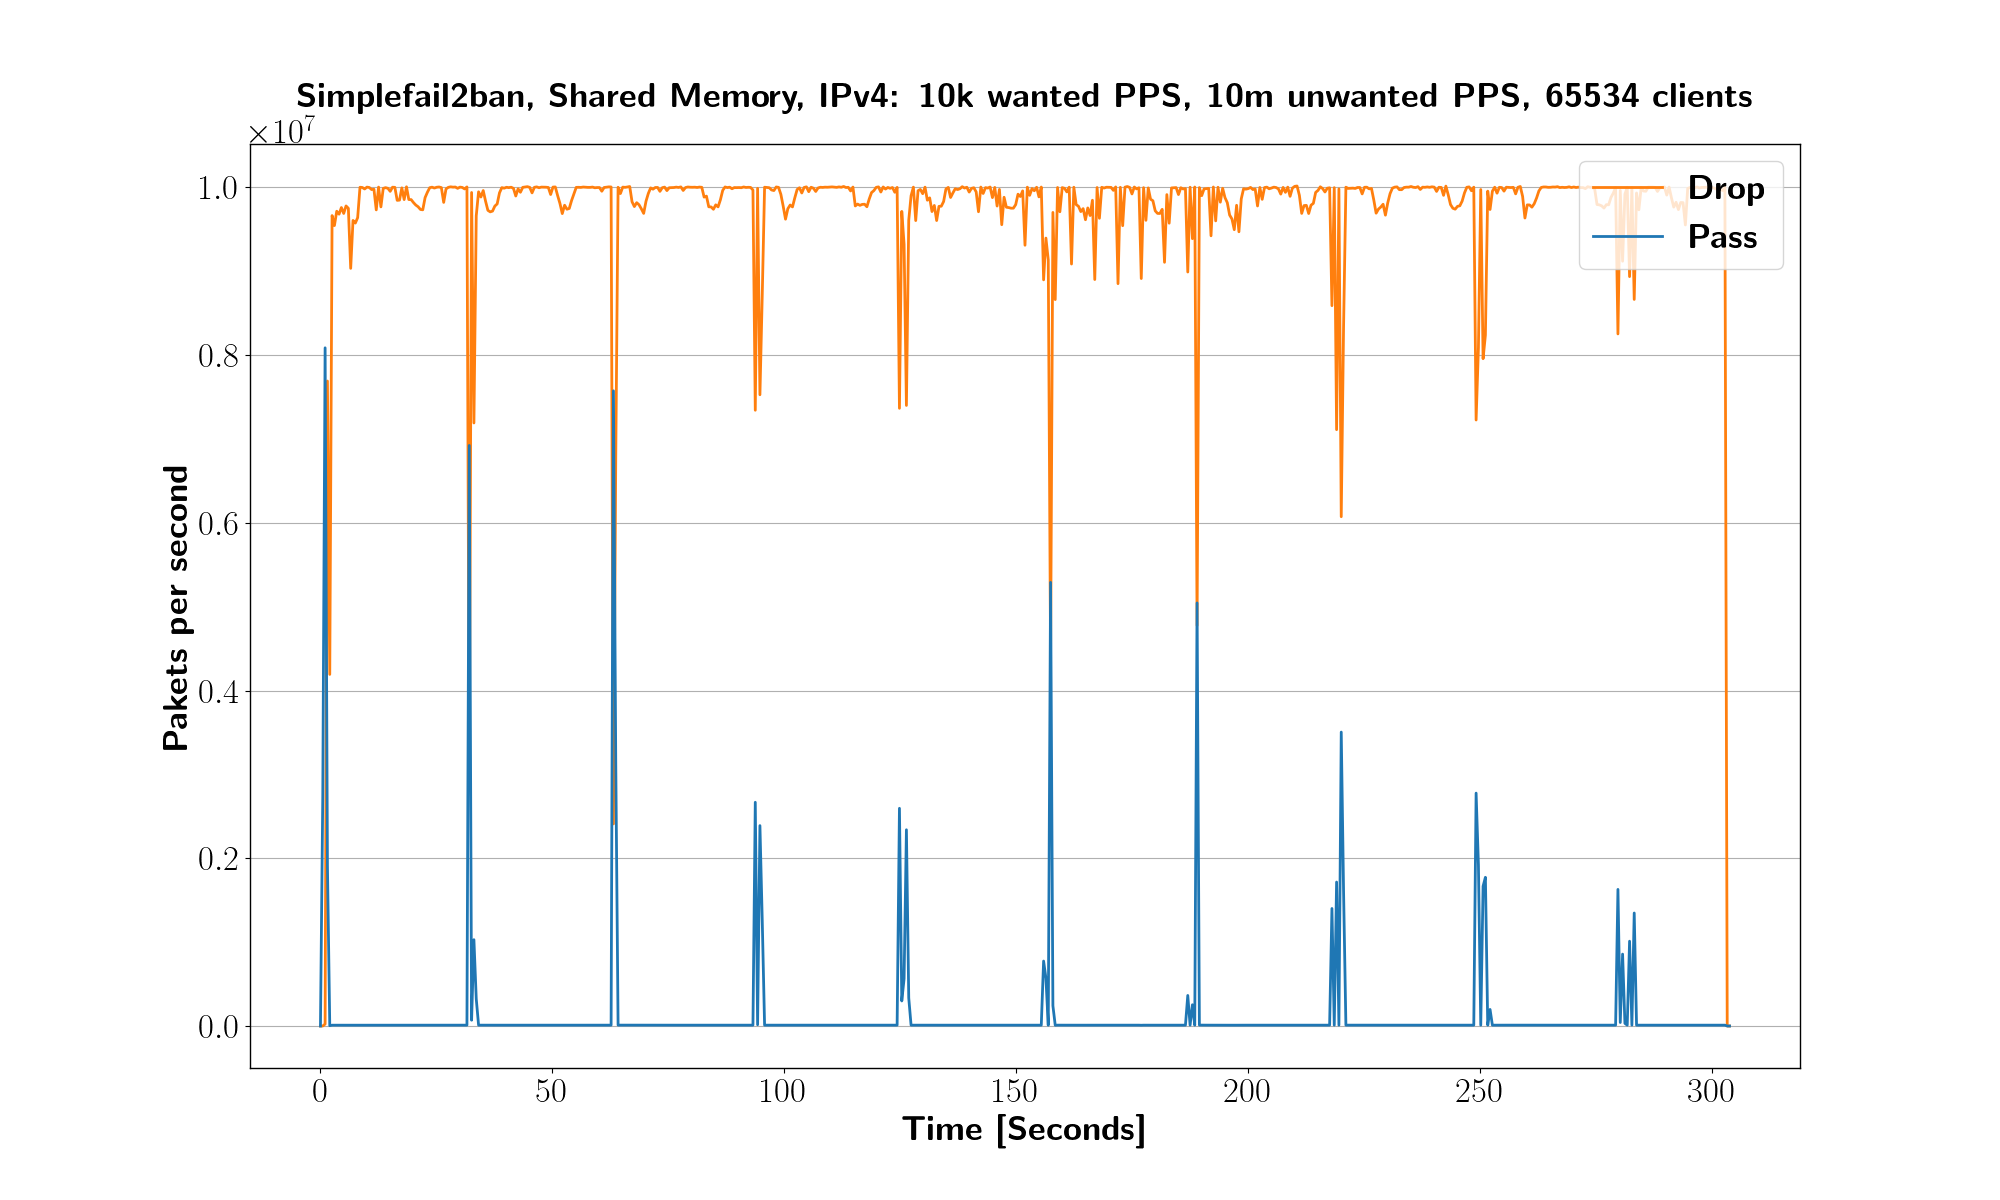 Simplefail2ban, Shared Memory, IPv4: 10k wanted PPS, 10m unwanted PPS, 65534 clients
×10⁷
Drop
Pass
1.0
0.8
0.6
0.4
0.2
0.0
Pakets per second
0 50 100 150 200 250 300
Time [Seconds]